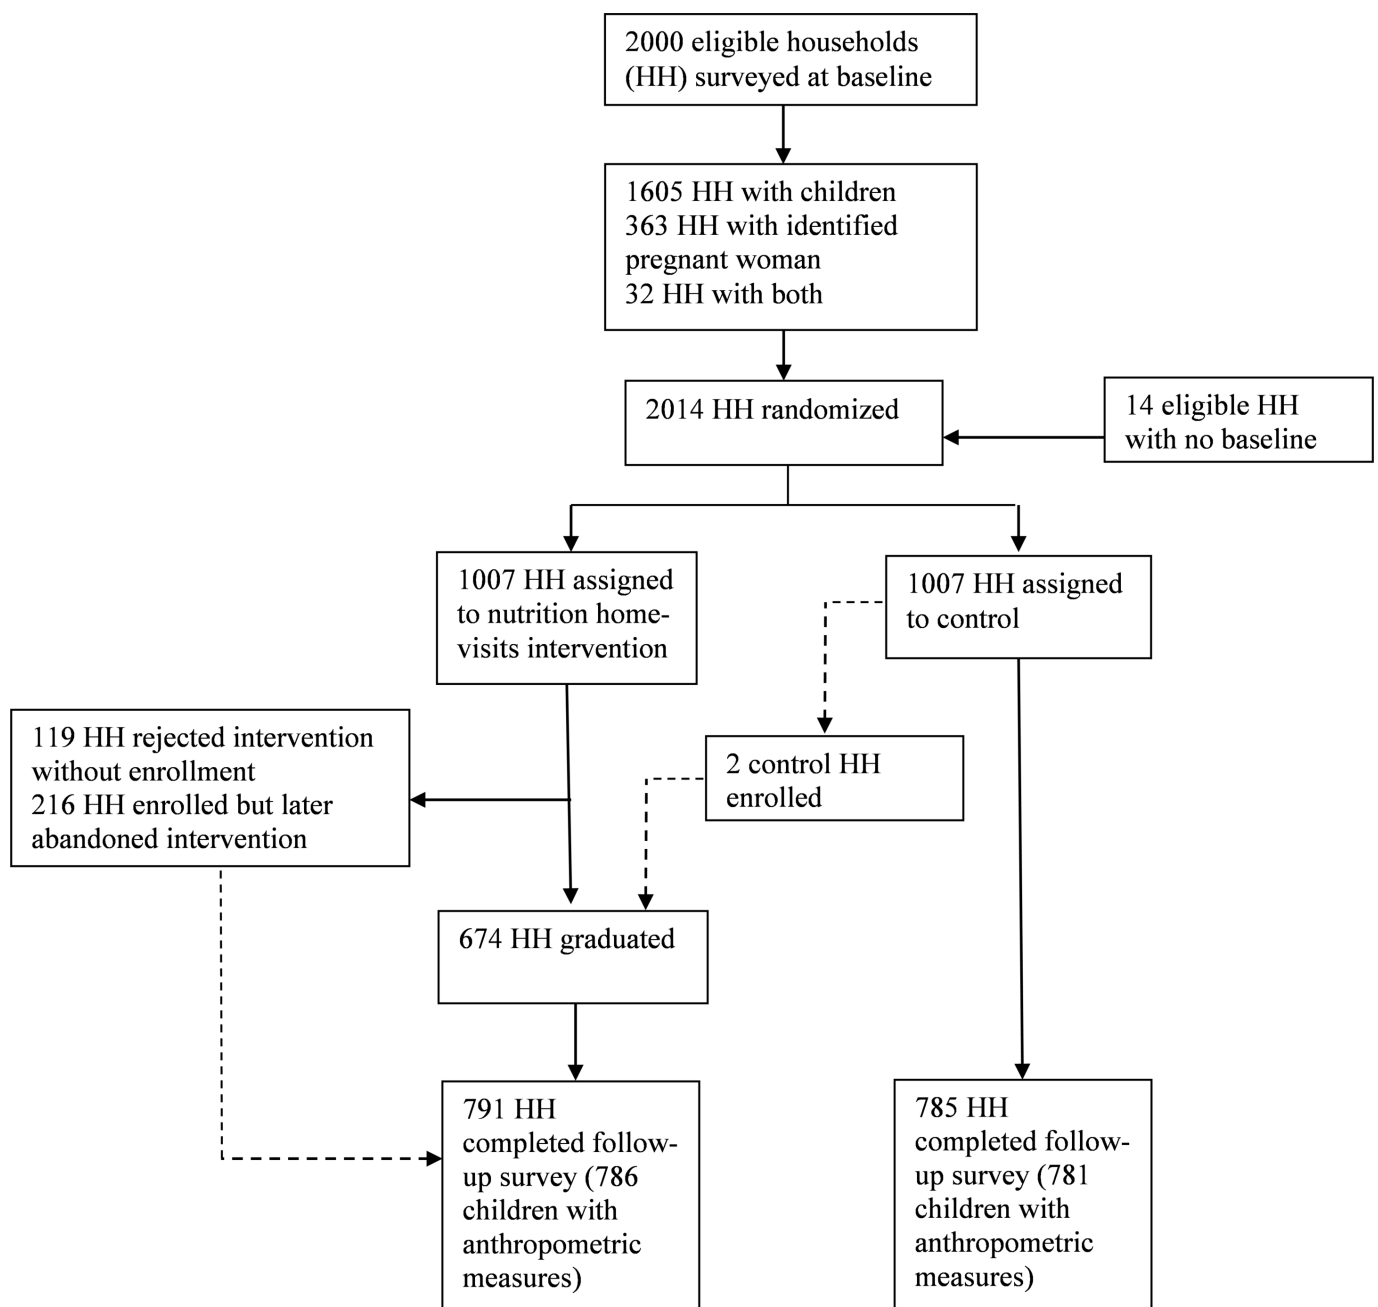 2000 eligible households
(HH) surveyed at baseline
1605 HH with children
363 HH with identified
pregnant woman
32 HH with both
2014 HH randomized
14 eligible HH
with no baseline
1007 HH assigned
to nutrition home-
visits intervention
1007 HH assigned
to control
119 HH rejected intervention
without enrollment
216 HH enrolled but later
abandoned intervention
2 control HH
enrolled
674 HH graduated
791 HH
completed follow-
up survey (786
children with
anthropometric
measures)
785 HH
completed follow-
up survey (781
children with
anthropometric
measures)